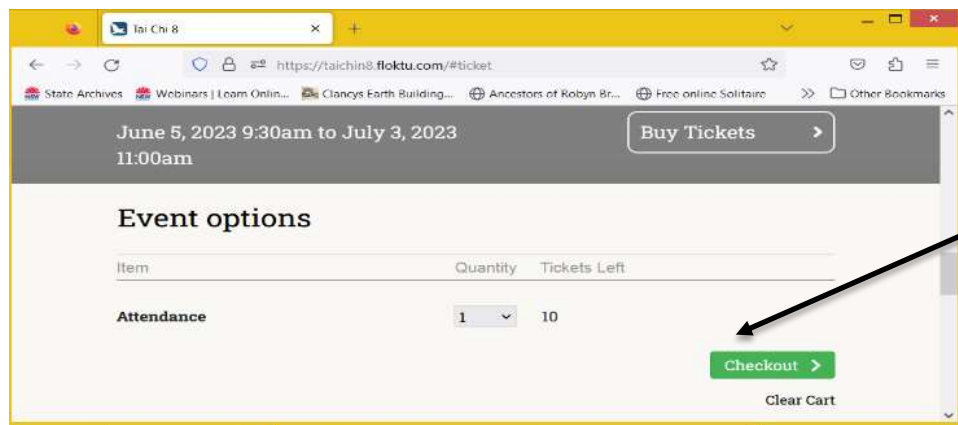 Tai Chi 8
https://taichin8.floktu.com/#ticket
State Archives Webinars | Learn Onlin... Clancys Earth Building... Ancestors of Robyn Br... Free online Solitaire Other Bookmarks
June 5, 2023 9:30am to July 3, 2023 Buy Tickets
11:00am
Event options
Item Quantity Tickets Left
Attendance 1 10
Checkout
Clear Cart